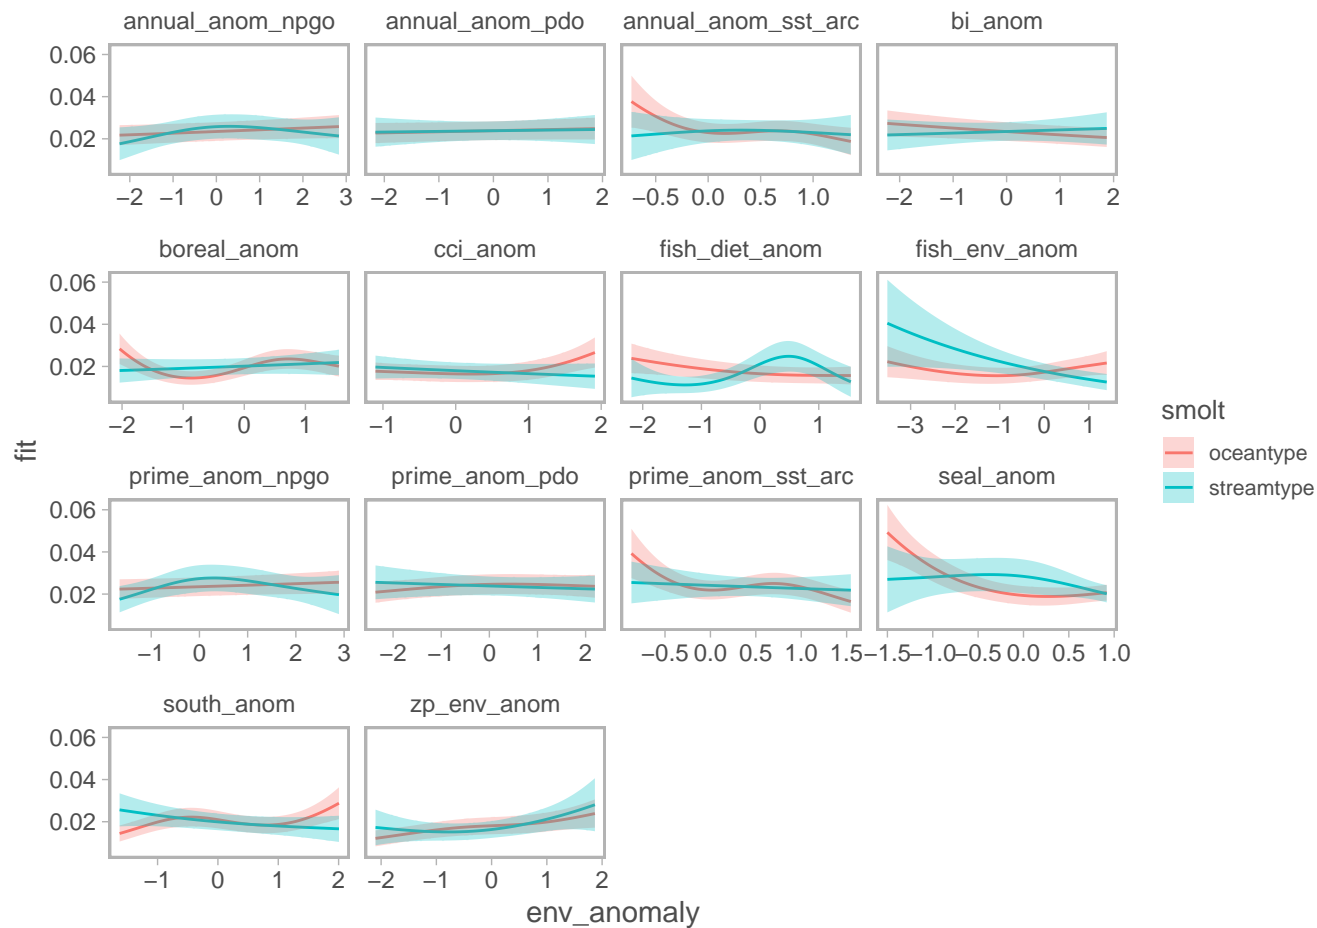 annual_anom_npgo annual_anom_pdo annual_anom_sst_arc bi_anom
0.06
0.04
0.02
−2 −1 0 1 2 3 −2 −1 0 1 2 −0.5 0.0 0.5 1.0 −2 −1 0 1 2
boreal_anom cci_anom fish_diet_anom fish_env_anom
0.06
0.04
0.02
−2 −1 0 1 −1 0 1 2 −2 −1 0 1 −3 −2 −1 0 1
fit
smolt
oceantype
streamtype
prime_anom_npgo prime_anom_pdo prime_anom_sst_arc seal_anom
0.06
0.04
0.02
−1 0 1 2 3 −2 −1 0 1 2 −0.5 0.0 0.5 1.0 1.5 −1.5 −1.0 −0.5 0.0 0.5 1.0
south_anom zp_env_anom
0.06
0.04
0.02
−1 0 1 2 −2 −1 0 1 2
env_anomaly